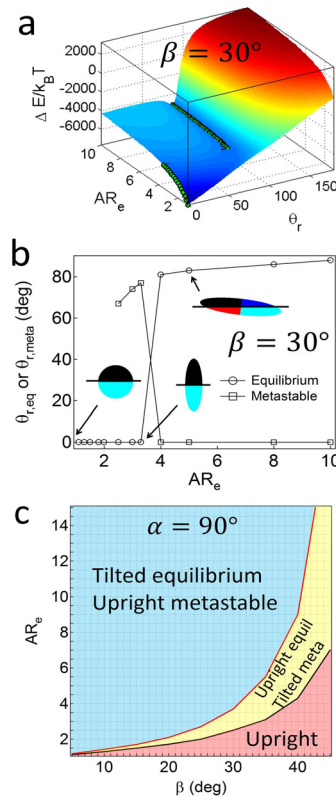 a
β = 30°
Δ E/k_BT
2000
0
-2000
-4000
-6000
10
8
6
4
2
AR_e
0
50
100
150
θ_r
b
θ_r,eq or θ_r,meta (deg)
80
60
40
20
0
β = 30°
Equilibrium
Metastable
2
4
6
8
10
AR_e
c
α = 90°
Tilted equilibrium
Upright metastable
Upright equil
Tilted meta
Upright
AR_e
14
12
10
8
6
4
2
10
20
30
40
β (deg)